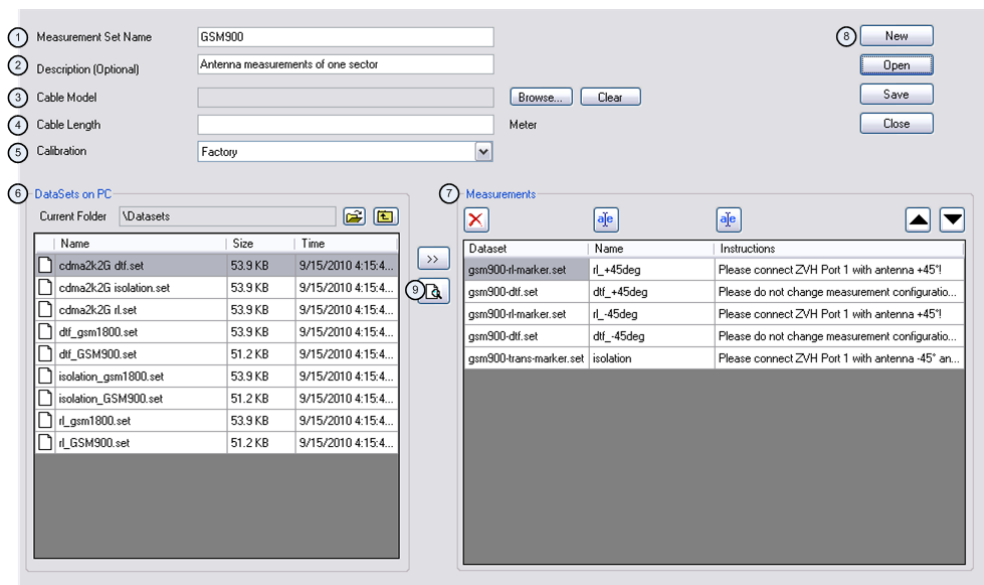 1 Measurement Set Name GSM900 8 New
2 Description (Optional) Antenna measurements of one sector Open
3 Cable Model Browse... Clear Save
4 Cable Length Meter Close
5 Calibration Factory
6 DataSets on PC
Current Folder \Datasets
Name Size Time
cdma2k2G dtf.set 53.9 KB 9/15/2010 4:15:4...
cdma2k2G isolation.set 53.9 KB 9/15/2010 4:15:4...
cdma2k2G rl.set 53.9 KB 9/15/2010 4:15:4...
dtf_gsm1800.set 53.9 KB 9/15/2010 4:15:4...
dtf_GSM900.set 51.2 KB 9/15/2010 4:15:4...
isolation_gsm1800.set 53.9 KB 9/15/2010 4:15:4...
isolation_GSM900.set 51.2 KB 9/15/2010 4:15:4...
rl_gsm1800.set 53.9 KB 9/15/2010 4:15:4...
rl_GSM900.set 51.2 KB 9/15/2010 4:15:4...
>>
9
7 Measurements
a|e a|e
Dataset Name Instructions
gsm900-rl-marker.set rl_+45deg Please connect ZVH Port 1 with antenna +45°!
gsm900-dtf.set dtf_+45deg Please do not change measurement configuratio...
gsm900-rl-marker.set rl_-45deg Please connect ZVH Port 1 with antenna +45°!
gsm900-dtf.set dtf_-45deg Please do not change measurement configuratio...
gsm900-trans-marker.set isolation Please connect ZVH Port 1 with antenna -45° an...